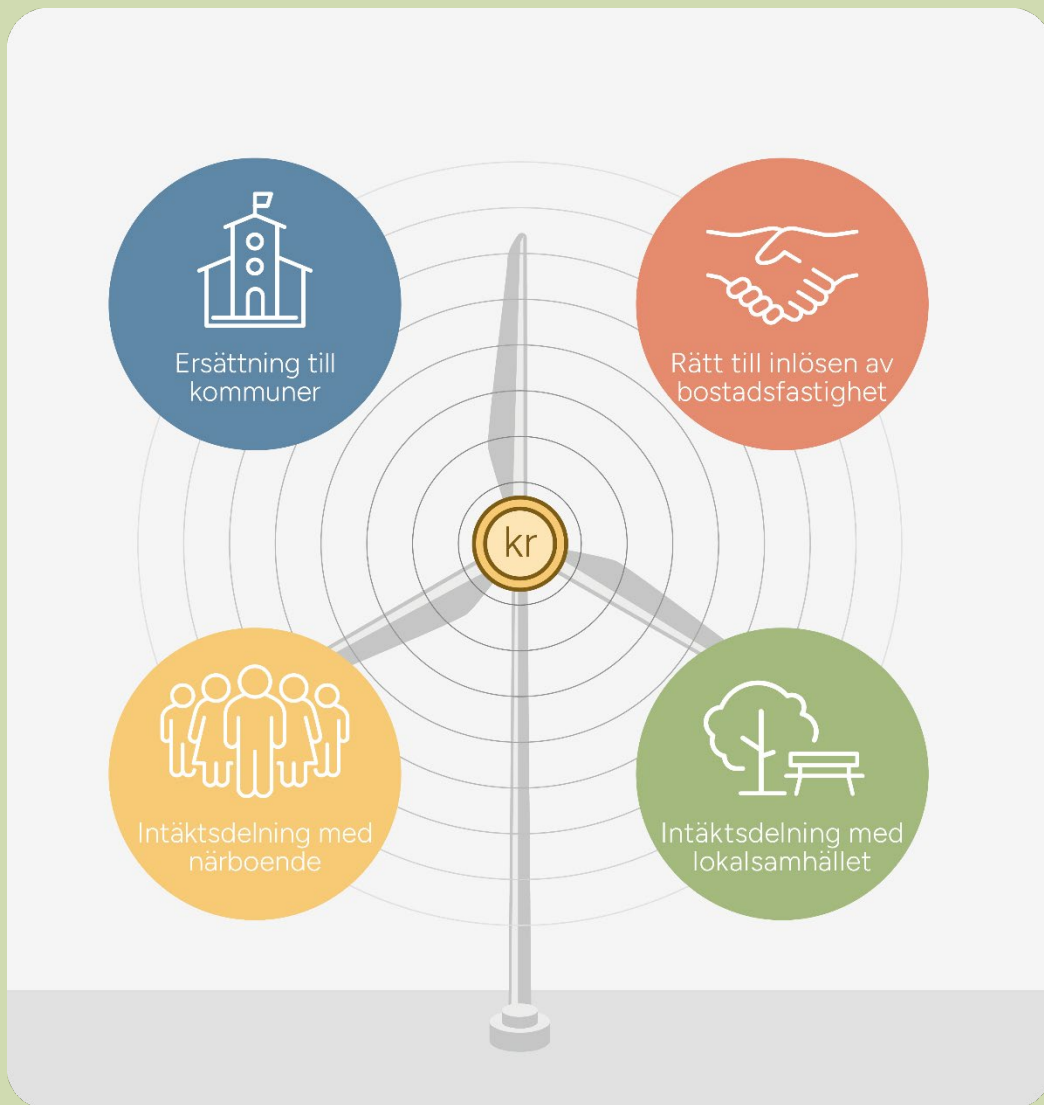 Ersättning till
kommuner
Rätt till inlösen av
bostadsfastighet
kr
Intäktsdelning med
närboende
Intäktsdelning med
lokalsamhället